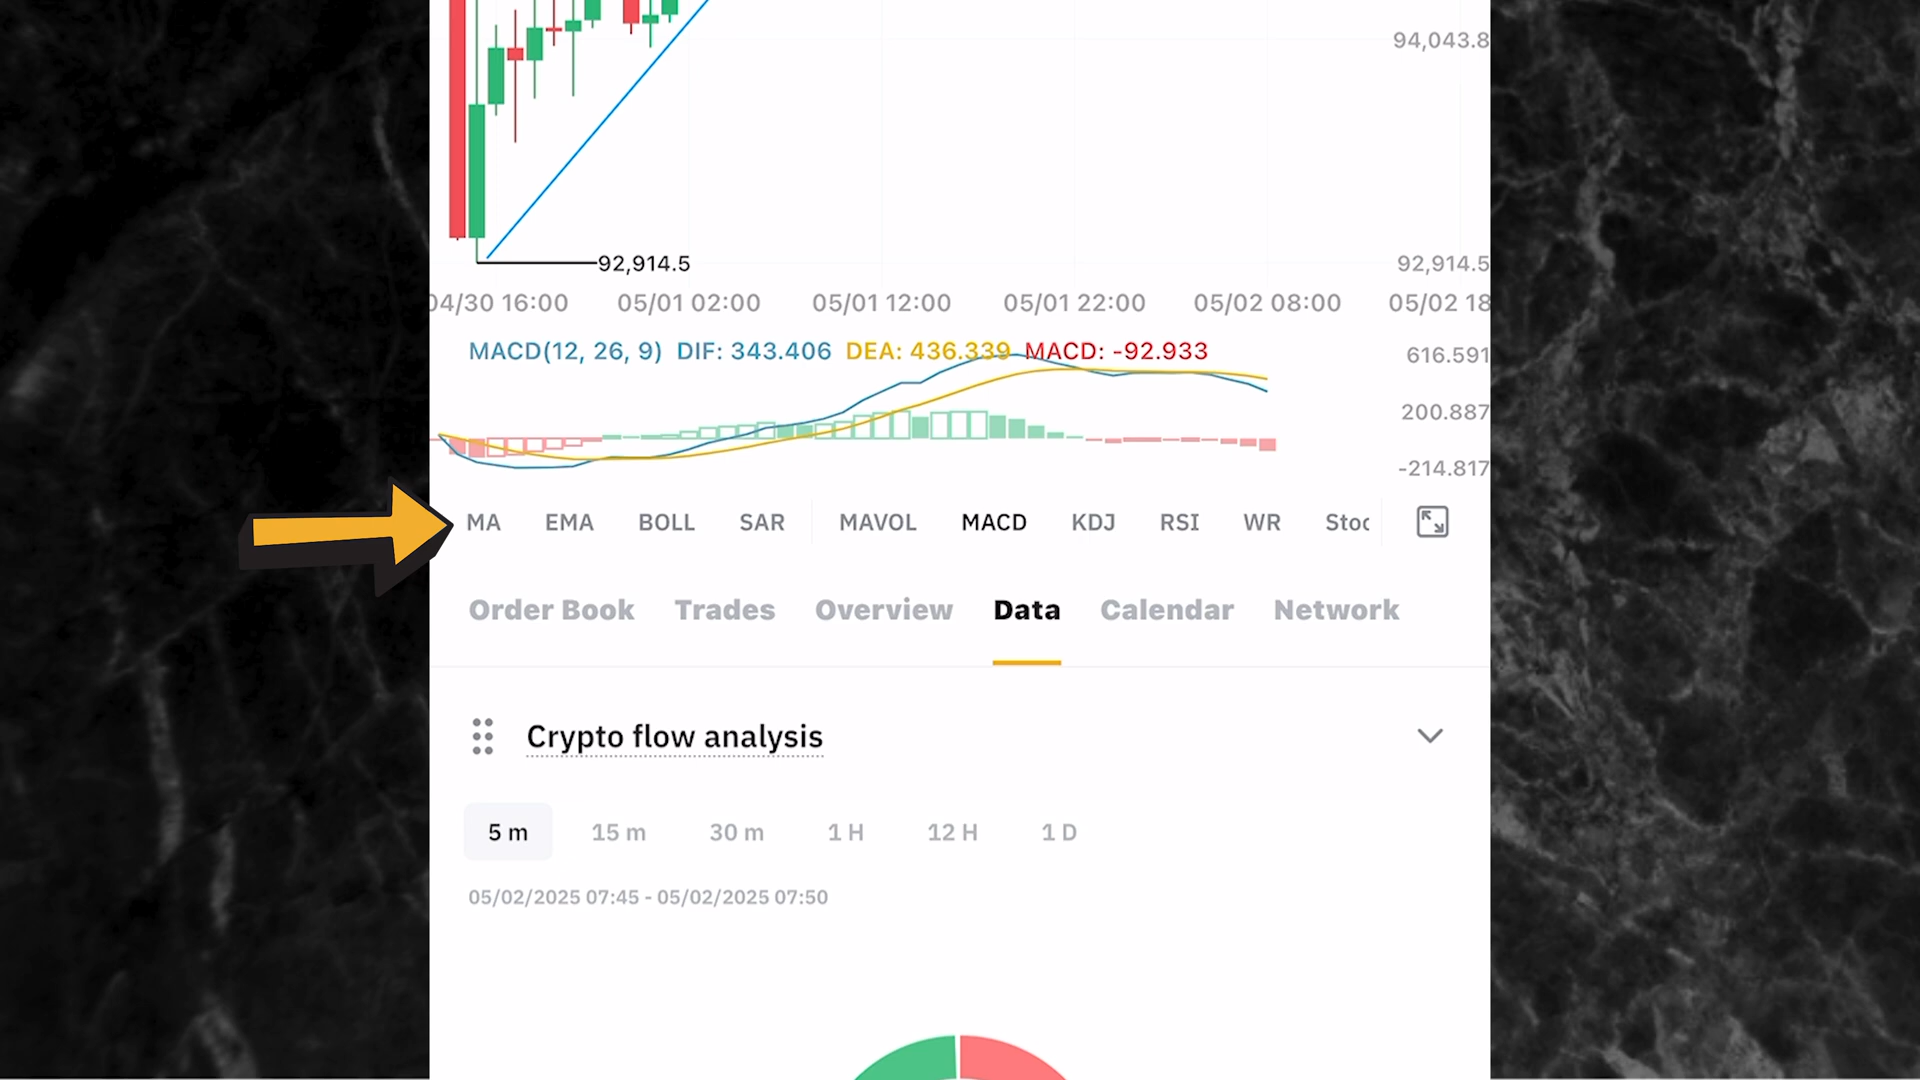 94,043.8
92,914.5 92,914.5
04/30 16:00 05/01 02:00 05/01 12:00 05/01 22:00 05/02 08:00 05/02 18
MACD(12, 26, 9) DIF: 343.406 DEA: 436.339 MACD: -92.933
616.591
200.887
-214.817
MA EMA BOLL SAR MAVOL MACD KDJ RSI WR Stoc
Order Book Trades Overview Data Calendar Network
Crypto flow analysis
5 m 15 m 30 m 1 H 12 H 1 D
05/02/2025 07:45 - 05/02/2025 07:50